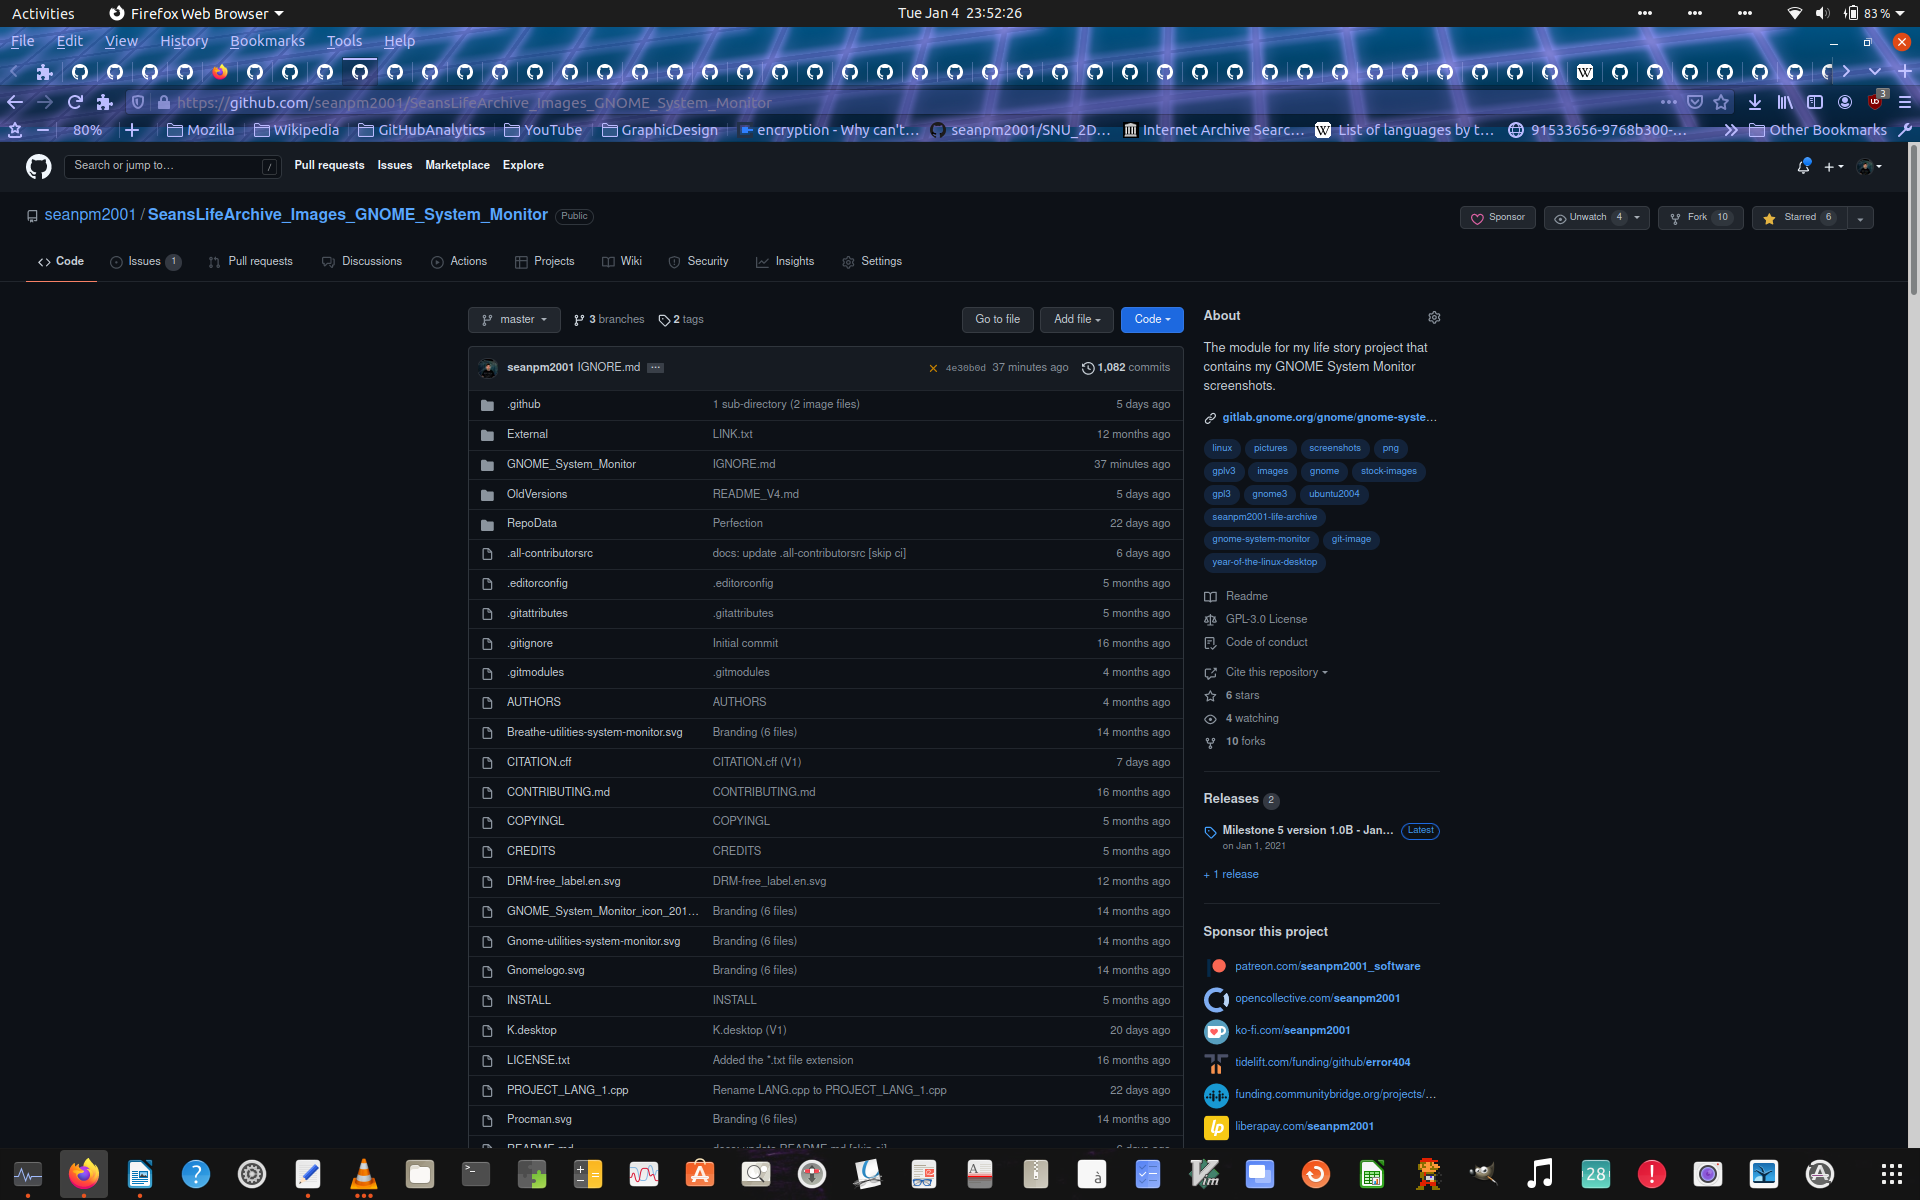 Activities Firefox Web Browser Tue Jan 4 23:52:26 83 %
File Edit View History Bookmarks Tools Help
https://github.com/seanpm2001/SeansLifeArchive_Images_GNOME_System_Monitor 3
80% Mozilla Wikipedia GitHubAnalytics YouTube GraphicDesign encryption - Why can't... seanpm2001/SNU_2D... Internet Archive Searc... List of languages by t... 91533656-9768b300-... Other Bookmarks
Search or jump to... / Pull requests Issues Marketplace Explore
seanpm2001 / SeansLifeArchive_Images_GNOME_System_Monitor Public
Sponsor Unwatch 4 Fork 10 Starred 6
Code Issues 1 Pull requests Discussions Actions Projects Wiki Security Insights Settings
master 3 branches 2 tags Go to file Add file Code
seanpm2001 IGNORE.md ... 4e30b0d 37 minutes ago 1,082 commits
.github 1 sub-directory (2 image files) 5 days ago
External LINK.txt 12 months ago
GNOME_System_Monitor IGNORE.md 37 minutes ago
OldVersions README_V4.md 5 days ago
RepoData Perfection 22 days ago
.all-contributorsrc docs: update .all-contributorsrc [skip ci] 6 days ago
.editorconfig .editorconfig 5 months ago
.gitattributes .gitattributes 5 months ago
.gitignore Initial commit 16 months ago
.gitmodules .gitmodules 4 months ago
AUTHORS AUTHORS 4 months ago
Breathe-utilities-system-monitor.svg Branding (6 files) 14 months ago
CITATION.cff CITATION.cff (V1) 7 days ago
CONTRIBUTING.md CONTRIBUTING.md 16 months ago
COPYINGL COPYINGL 5 months ago
CREDITS CREDITS 5 months ago
DRM-free_label.en.svg DRM-free_label.en.svg 12 months ago
GNOME_System_Monitor_icon_201... Branding (6 files) 14 months ago
Gnome-utilities-system-monitor.svg Branding (6 files) 14 months ago
Gnomelogo.svg Branding (6 files) 14 months ago
INSTALL INSTALL 5 months ago
K.desktop K.desktop (V1) 20 days ago
LICENSE.txt Added the *.txt file extension 16 months ago
PROJECT_LANG_1.cpp Rename LANG.cpp to PROJECT_LANG_1.cpp 22 days ago
Procman.svg Branding (6 files) 14 months ago
README.md docs: update README.md [skip ci] 6 days ago
About
The module for my life story project that
contains my GNOME System Monitor
screenshots.
gitlab.gnome.org/gnome/gnome-syste...
linux pictures screenshots png
gplv3 images gnome stock-images
gpl3 gnome3 ubuntu2004
seanpm2001-life-archive
gnome-system-monitor git-image
year-of-the-linux-desktop
Readme
GPL-3.0 License
Code of conduct
Cite this repository
6 stars
4 watching
10 forks
Releases 2
Milestone 5 version 1.0B - Jan... Latest
on Jan 1, 2021
+ 1 release
Sponsor this project
patreon.com/seanpm2001_software
opencollective.com/seanpm2001
ko-fi.com/seanpm2001
tidelift.com/funding/github/error404
funding.communitybridge.org/projects/...
liberapay.com/seanpm2001
28